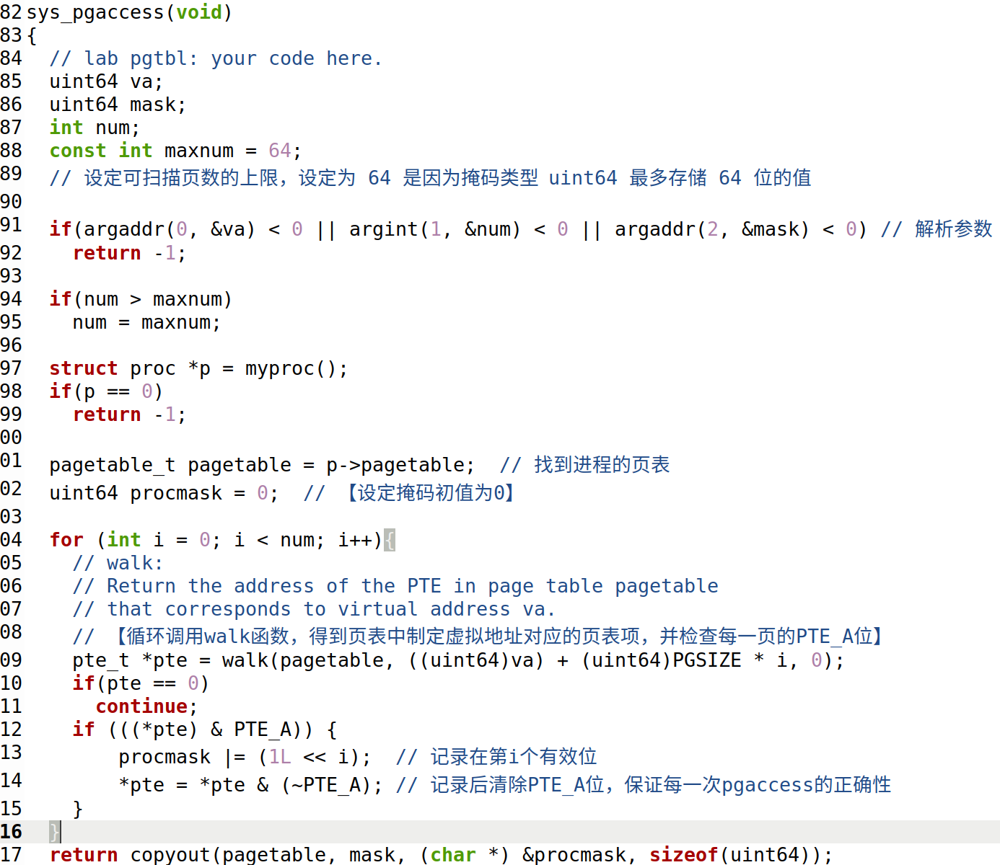 82 sys_pgaccess(void)
83 {
84   // lab pgtbl: your code here.
85   uint64 va;
86   uint64 mask;
87   int num;
88   const int maxnum = 64;
89   // 设定可扫描页数的上限，设定为 64 是因为掩码类型 uint64 最多存储 64 位的值
90
91   if(argaddr(0, &va) < 0 || argint(1, &num) < 0 || argaddr(2, &mask) < 0) // 解析参数
92     return -1;
93
94   if(num > maxnum)
95     num = maxnum;
96
97   struct proc *p = myproc();
98   if(p == 0)
99     return -1;
00
01   pagetable_t pagetable = p->pagetable;  // 找到进程的页表
02   uint64 procmask = 0;  // 【设定掩码初值为0】
03
04   for (int i = 0; i < num; i++){
05     // walk:
06     // Return the address of the PTE in page table pagetable
07     // that corresponds to virtual address va.
08     // 【循环调用walk函数，得到页表中制定虚拟地址对应的页表项，并检查每一页的PTE_A位】
09     pte_t *pte = walk(pagetable, ((uint64)va) + (uint64)PGSIZE * i, 0);
10     if(pte == 0)
11       continue;
12     if (((*pte) & PTE_A)) {
13         procmask |= (1L << i);  // 记录在第i个有效位
14         *pte = *pte & (~PTE_A); // 记录后清除PTE_A位，保证每一次pgaccess的正确性
15     }
16   }
17   return copyout(pagetable, mask, (char *) &procmask, sizeof(uint64));